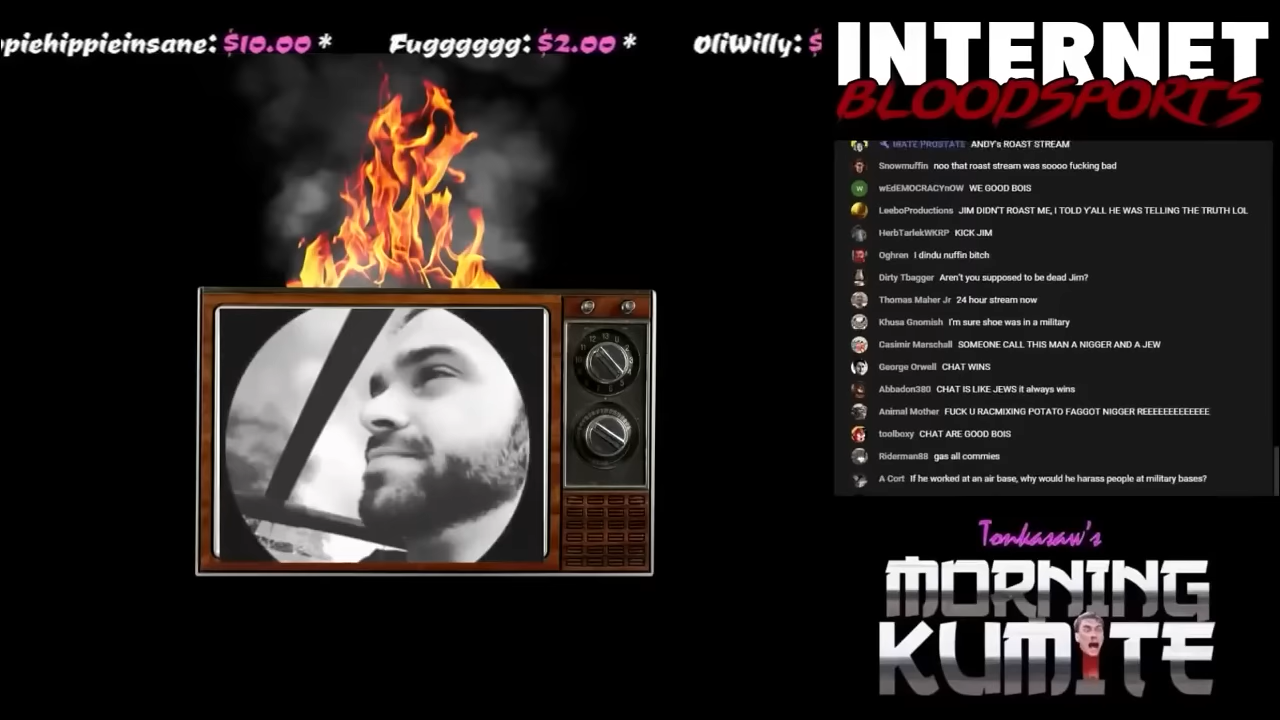 ppiehippieinsane: $10.00 * Fugggggg: $2.00 * OliWilly: $
INTERNET
BLOODSPORTS
IBATE PROSTATE ANDY's ROAST STREAM
Snowmuffin noo that roast stream was soooo fucking bad
W wEdEMOCRACYnOW WE GOOD BOIS
LeeboProductions JIM DIDN'T ROAST ME, I TOLD Y'ALL HE WAS TELLING THE TRUTH LOL
HerbTarlekWKRP KICK JIM
Oghren I dindu nuffin bitch
Dirty Tbagger Aren't you supposed to be dead Jim?
Thomas Maher Jr 24 hour stream now
Khusa Gnomish I'm sure shoe was in a military
Casimir Marschall SOMEONE CALL THIS MAN A NIGGER AND A JEW
George Orwell CHAT WINS
Abbadon380 CHAT IS LIKE JEWS it always wins
Animal Mother FUCK U RACMIXING POTATO FAGGOT NIGGER REEEEEEEEEEEEE
toolboxy CHAT ARE GOOD BOIS
Riderman88 gas all commies
A Cort If he worked at an air base, why would he harass people at military bases?
Tonkasaw's
MORNING
KUMITE